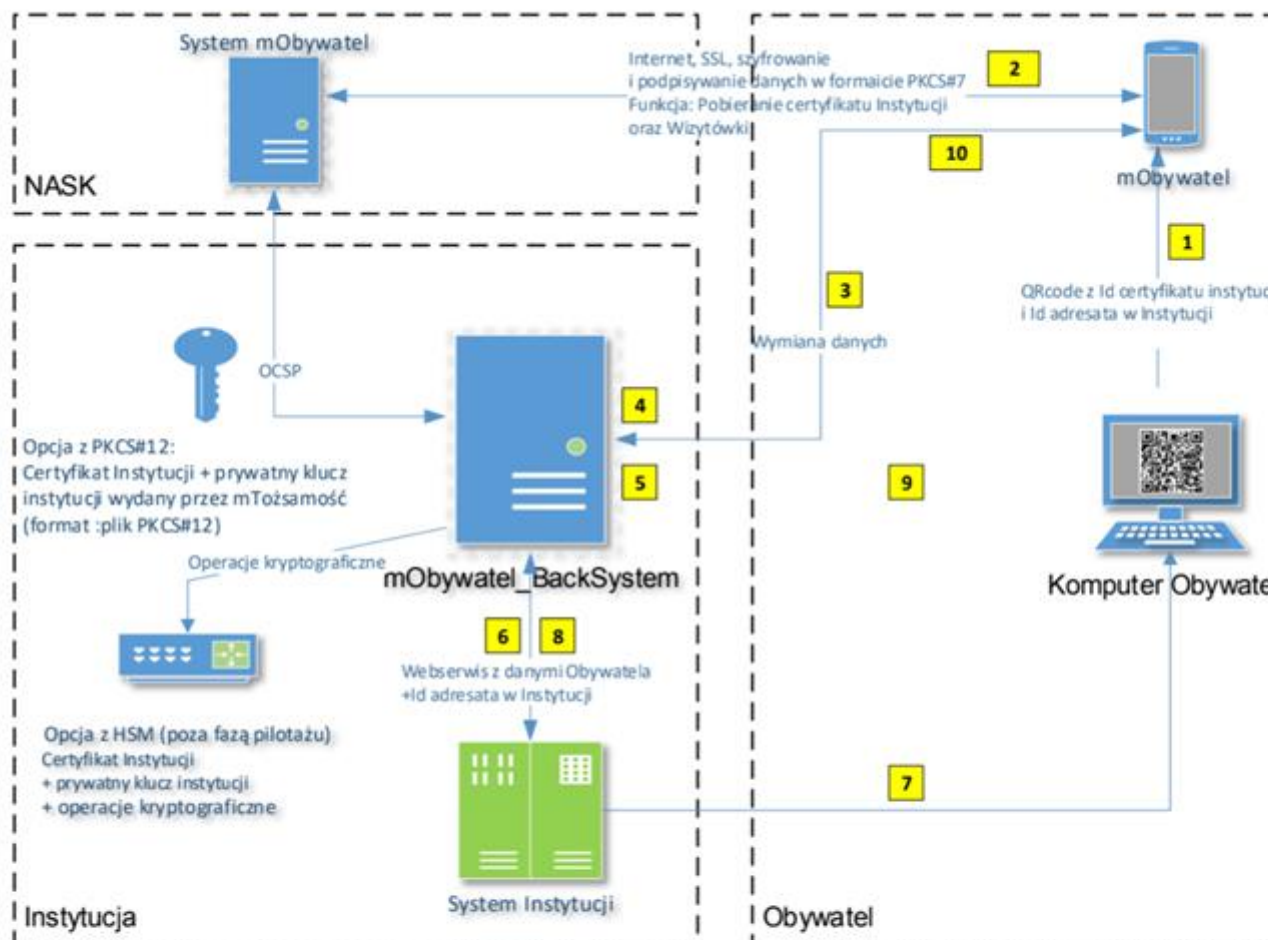 System mObywatel
NASK
Internet, SSL, szyfrowanie
i podpisywanie danych w formaicie PKCS#7
Funkcja: Pobieranie certyfikatu Instytucji
oraz Wizytówki
2
10
mObywatel
1
QRcode z Id certyfikatu instytuc
i Id adresata w Instytucji
3
Wymiana danych
OCSP
4
5
9
Opcja z PKCS#12:
Certyfikat Instytucji + prywatny klucz
instytucji wydany przez mTożsamość
(format :plik PKCS#12)
Operacje kryptograficzne
mObywatel_BackSystem
Komputer Obywate
6
8
Webserwis z danymi Obywatela
+Id adresata w Instytucji
Opcja z HSM (poza fazą pilotażu)
Certyfikat Instytucji
+ prywatny klucz instytucji
+ operacje kryptograficzne
7
System Instytucji
Instytucja
Obywatel